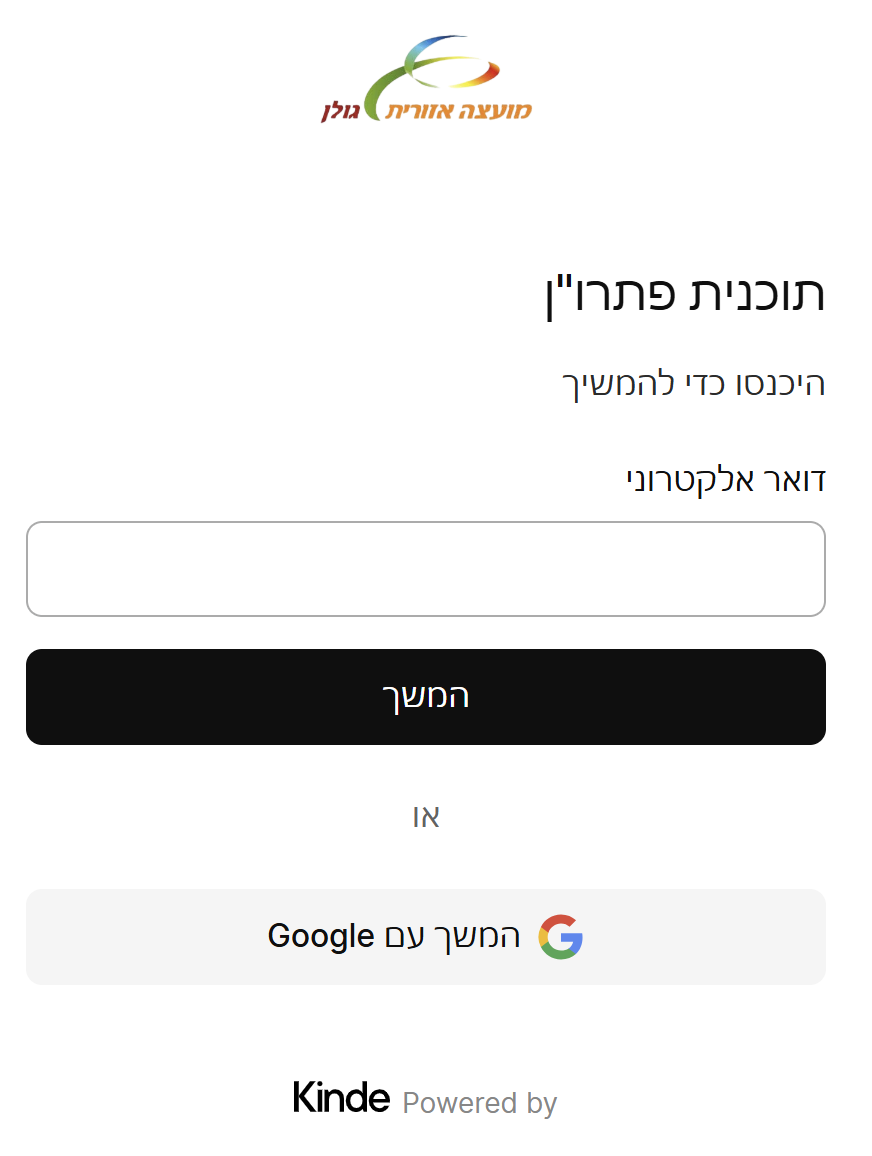 מועצה אזורית גולן
תוכנית פתרו"ן
היכנסו כדי להמשיך
דואר אלקטרוני
המשך
או
המשך עם Google
Powered by Kinde